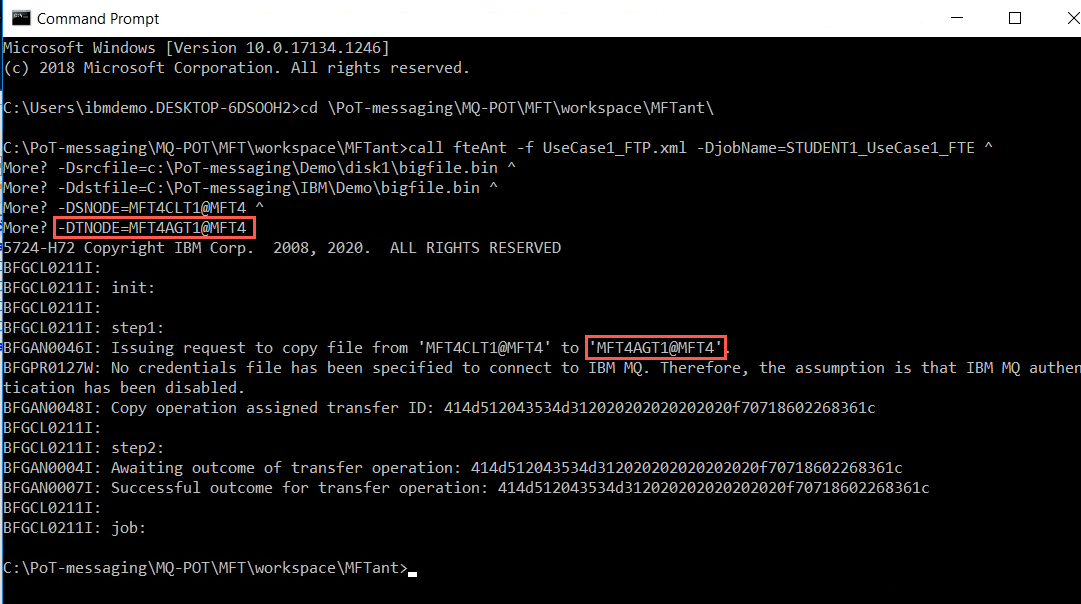 Command Prompt
Microsoft Windows [Version 10.0.17134.1246]
(c) 2018 Microsoft Corporation. All rights reserved.
C:\Users\ibmdemo.DESKTOP-6DSOOH2>cd \PoT-messaging\MQ-POT\MFT\workspace\MFTant\
C:\PoT-messaging\MQ-POT\MFT\workspace\MFTant>call fteAnt -f UseCase1_FTP.xml -DjobName=STUDENT1_UseCase1_FTE ^
More? -Dsrcfile=c:\PoT-messaging\Demo\disk1\bigfile.bin ^
More? -Ddstfile=C:\PoT-messaging\IBM\Demo\bigfile.bin ^
More? -DSNODE=MFT4CLT1@MFT4 ^
More? -DTNODE=MFT4AGT1@MFT4
5724-H72 Copyright IBM Corp.  2008, 2020.  ALL RIGHTS RESERVED
BFGCL0211I:
BFGCL0211I: init:
BFGCL0211I:
BFGCL0211I: step1:
BFGAN0046I: Issuing request to copy file from 'MFT4CLT1@MFT4' to 'MFT4AGT1@MFT4'.
BFGPR0127W: No credentials file has been specified to connect to IBM MQ. Therefore, the assumption is that IBM MQ authen
tication has been disabled.
BFGAN0048I: Copy operation assigned transfer ID: 414d512043534d312020202020202020f70718602268361c
BFGCL0211I:
BFGCL0211I: step2:
BFGAN0004I: Awaiting outcome of transfer operation: 414d512043534d312020202020202020f70718602268361c
BFGAN0007I: Successful outcome for transfer operation: 414d512043534d312020202020202020f70718602268361c
BFGCL0211I:
BFGCL0211I: job:
C:\PoT-messaging\MQ-POT\MFT\workspace\MFTant>